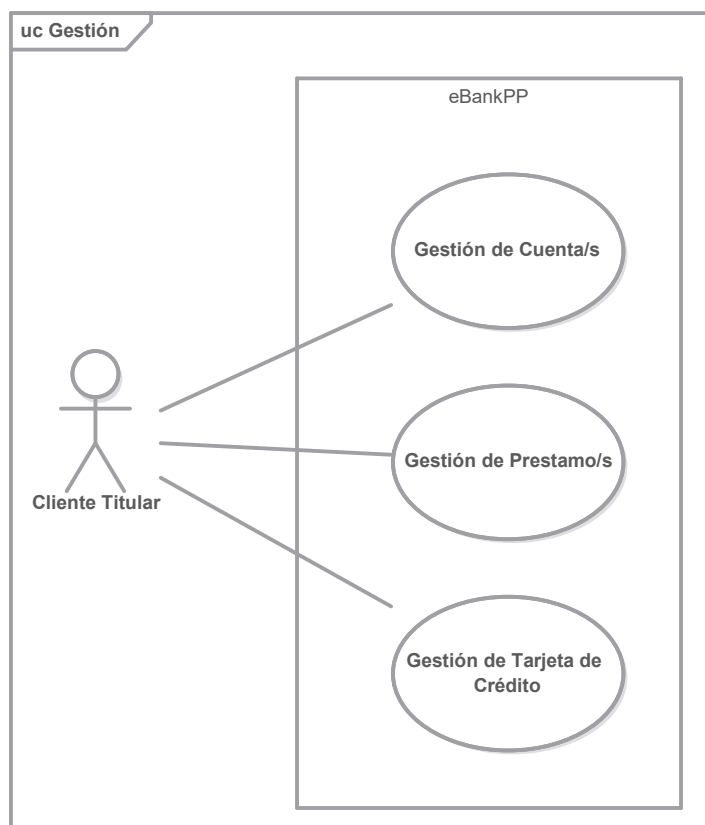 uc Gestión
eBankPP
Gestión de Cuenta/s
Gestión de Prestamo/s
Cliente Titular
Gestión de Tarjeta de
Crédito